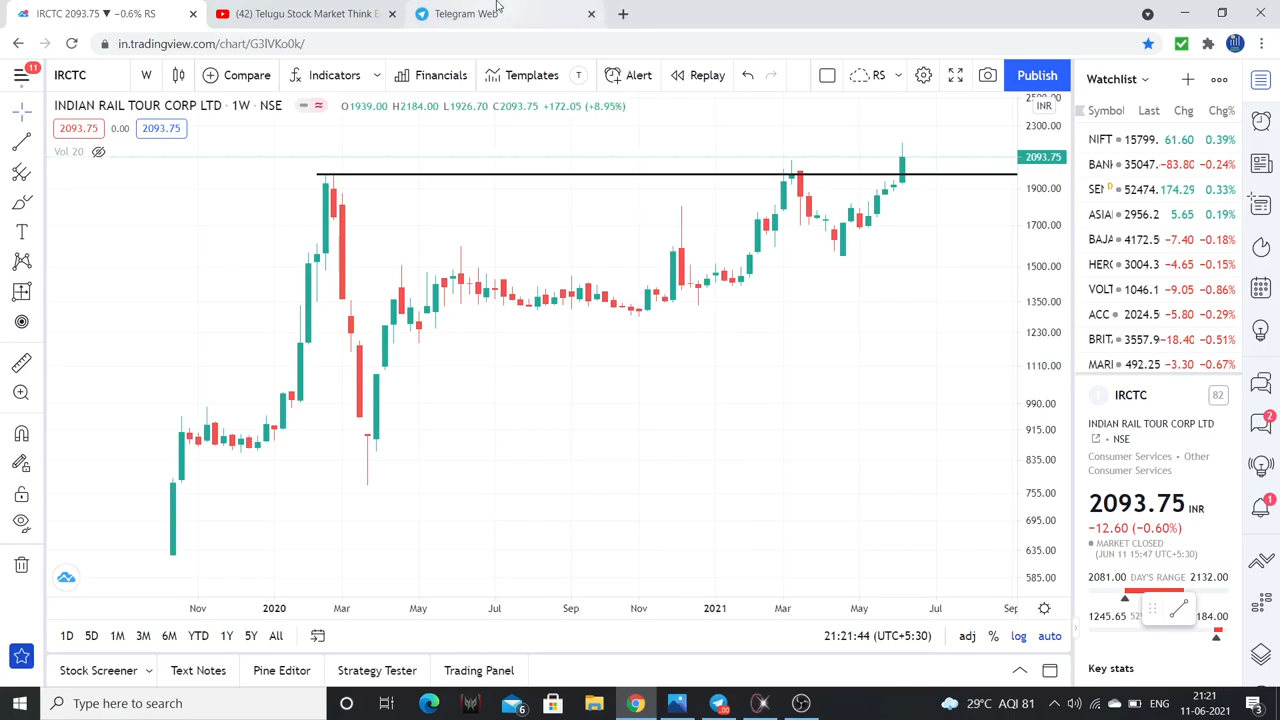 IRCTC 2093.75 ▼ −0.6% RS
(42) Telugu Stock Market Think E
Telegram Web
in.tradingview.com/chart/G3lVKo0k/
11
IRCTC
W
Compare
Indicators
Financials
Templates
T
Alert
Replay
RS
Publish
Watchlist
INDIAN RAIL TOUR CORP LTD · 1W · NSE
O1939.00 H2184.00 L1926.70 C2093.75 +172.05 (+8.95%)
2093.75 0.00 2093.75
Vol 20
2500.00
INR
2300.00
2093.75
1900.00
1700.00
1500.00
1350.00
1230.00
1110.00
990.00
915.00
835.00
755.00
695.00
635.00
585.00
Symbol Last Chg Chg%
NIFT 15799. 61.60 0.39%
BANK 35047. −83.80 −0.24%
SEN D 52474. 174.29 0.33%
ASIA 2956.2 5.65 0.19%
BAJA 4172.5 −7.40 −0.18%
HERO 3004.3 −4.65 −0.15%
VOLT 1046.1 −9.05 −0.86%
ACC 2024.5 −5.80 −0.29%
BRIT 3557.9 −18.40 −0.51%
MARI 492.25 −3.30 −0.67%
I IRCTC 82
INDIAN RAIL TOUR CORP LTD
NSE
Consumer Services • Other
Consumer Services
2093.75 INR
−12.60 (−0.60%)
MARKET CLOSED
(JUN 11 15:47 UTC+5:30)
2081.00 DAY'S RANGE 2132.00
1245.65 184.00
Key stats
2
1
Nov 2020 Mar May Jul Sep Nov 2021 Mar May Jul Sep
1D 5D 1M 3M 6M YTD 1Y 5Y All
21:21:44 (UTC+5:30)
adj % log auto
Stock Screener Text Notes Pine Editor Strategy Tester Trading Panel
Type here to search
6
29°C AQI 81
ENG
21:21
11-06-2021
3